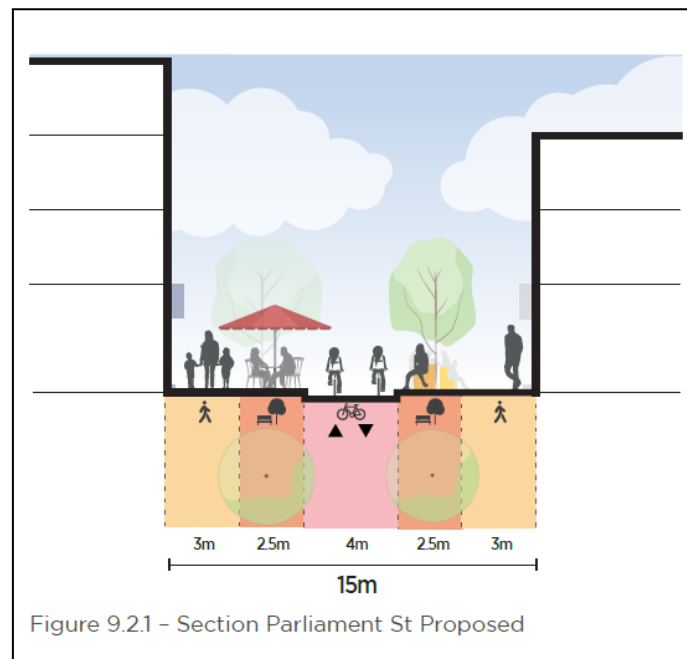 3m 2.5m 4m 2.5m 3m
15m
Figure 9.2.1 – Section Parliament St Proposed